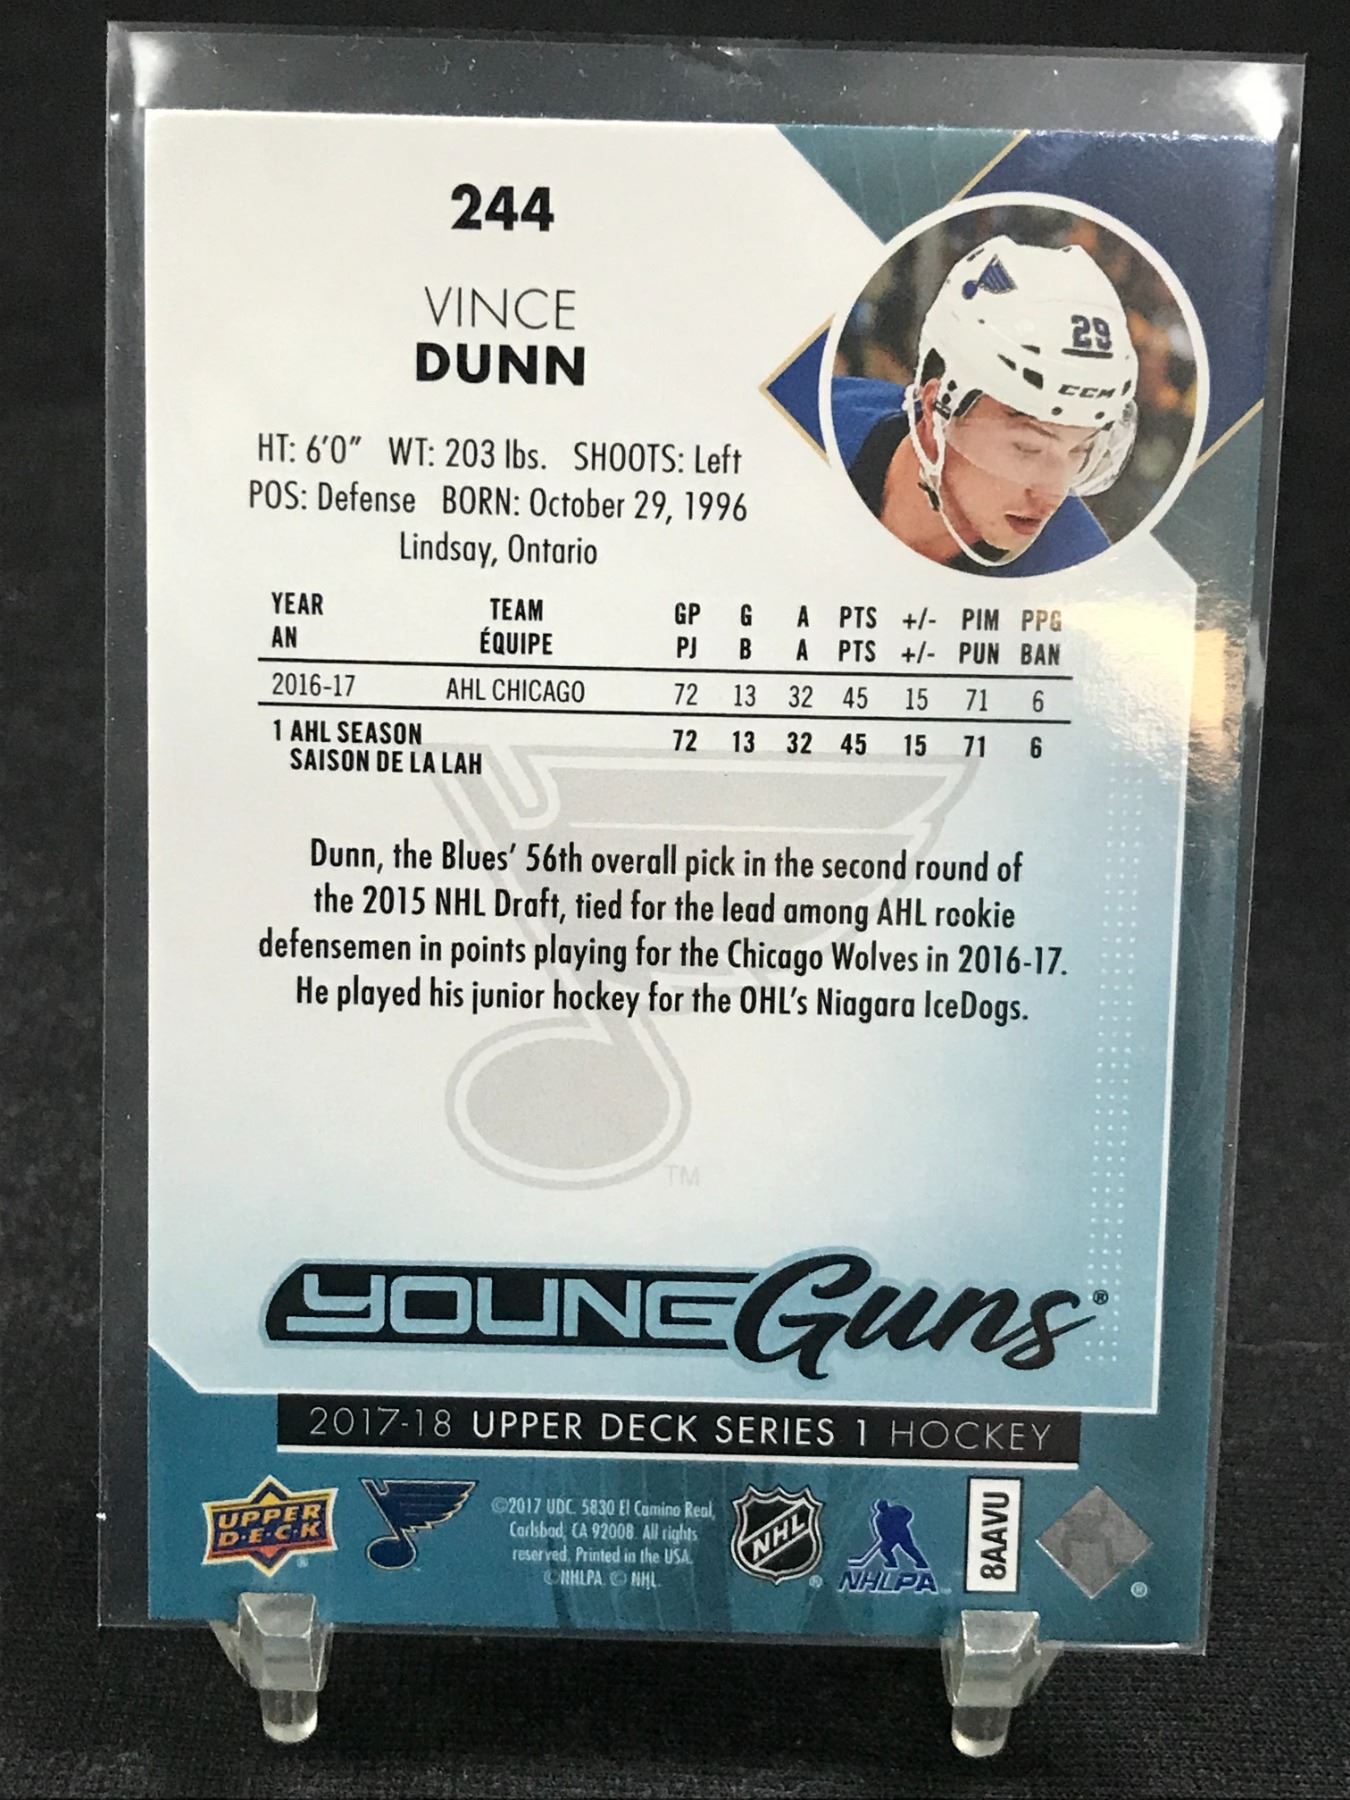 244
VINCE
DUNN
29
CCM
HT: 6'0" WT: 203 lbs. SHOOTS: Left
POS: Defense BORN: October 29, 1996
Lindsay, Ontario
YEAR TEAM GP G A PTS +/- PIM PPG
AN ÉQUIPE PJ B A PTS +/- PUN BAN
2016-17 AHL CHICAGO 72 13 32 45 15 71 6
1 AHL SEASON 72 13 32 45 15 71 6
SAISON DE LA LAH
Dunn, the Blues' 56th overall pick in the second round of
the 2015 NHL Draft, tied for the lead among AHL rookie
defensemen in points playing for the Chicago Wolves in 2016-17.
He played his junior hockey for the OHL's Niagara IceDogs.
TM
YOUNG Guns®
2017-18 UPPER DECK SERIES 1 HOCKEY
UPPER
D·E·C·K
®
©2017 UDC. 5830 El Camino Real,
Carlsbad, CA 92008. All rights
reserved. Printed in the USA.
©NHLPA. © NHL.
NHL
®
NHLPA
8AAVU
®